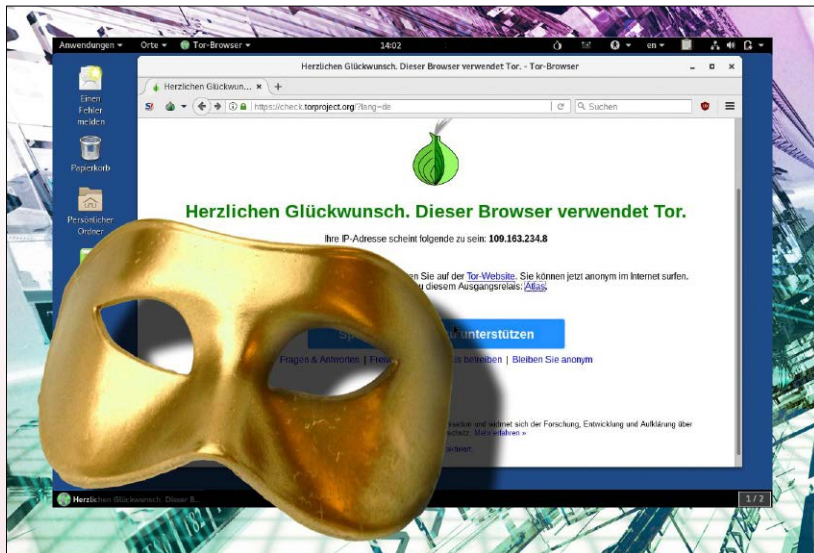 Anwendungen Orte Tor-Browser 14:02 en
Herzlichen Glückwunsch. Dieser Browser verwendet Tor. - Tor-Browser
Herzlichen Glückwun...
https://check.torproject.org/?lang=de Suchen
Einen
Fehler
melden
Papierkorb
Persönlicher
Ordner
Herzlichen Glückwunsch. Dieser Browser verwendet Tor.
Ihre IP-Adresse scheint folgende zu sein: 109.163.234.8
Sie auf der Tor-Website. Sie können jetzt anonym im Internet surfen.
diesem Ausgangsrelais: Atlas.
unterstützen
Fragen & Antworten | betreiben | Bleiben Sie anonym
und widmet sich der Forschung, Entwicklung und Aufklärung über
Mehr erfahren »
Herzlichen Glückwunsch. Dieser B...
1 / 2